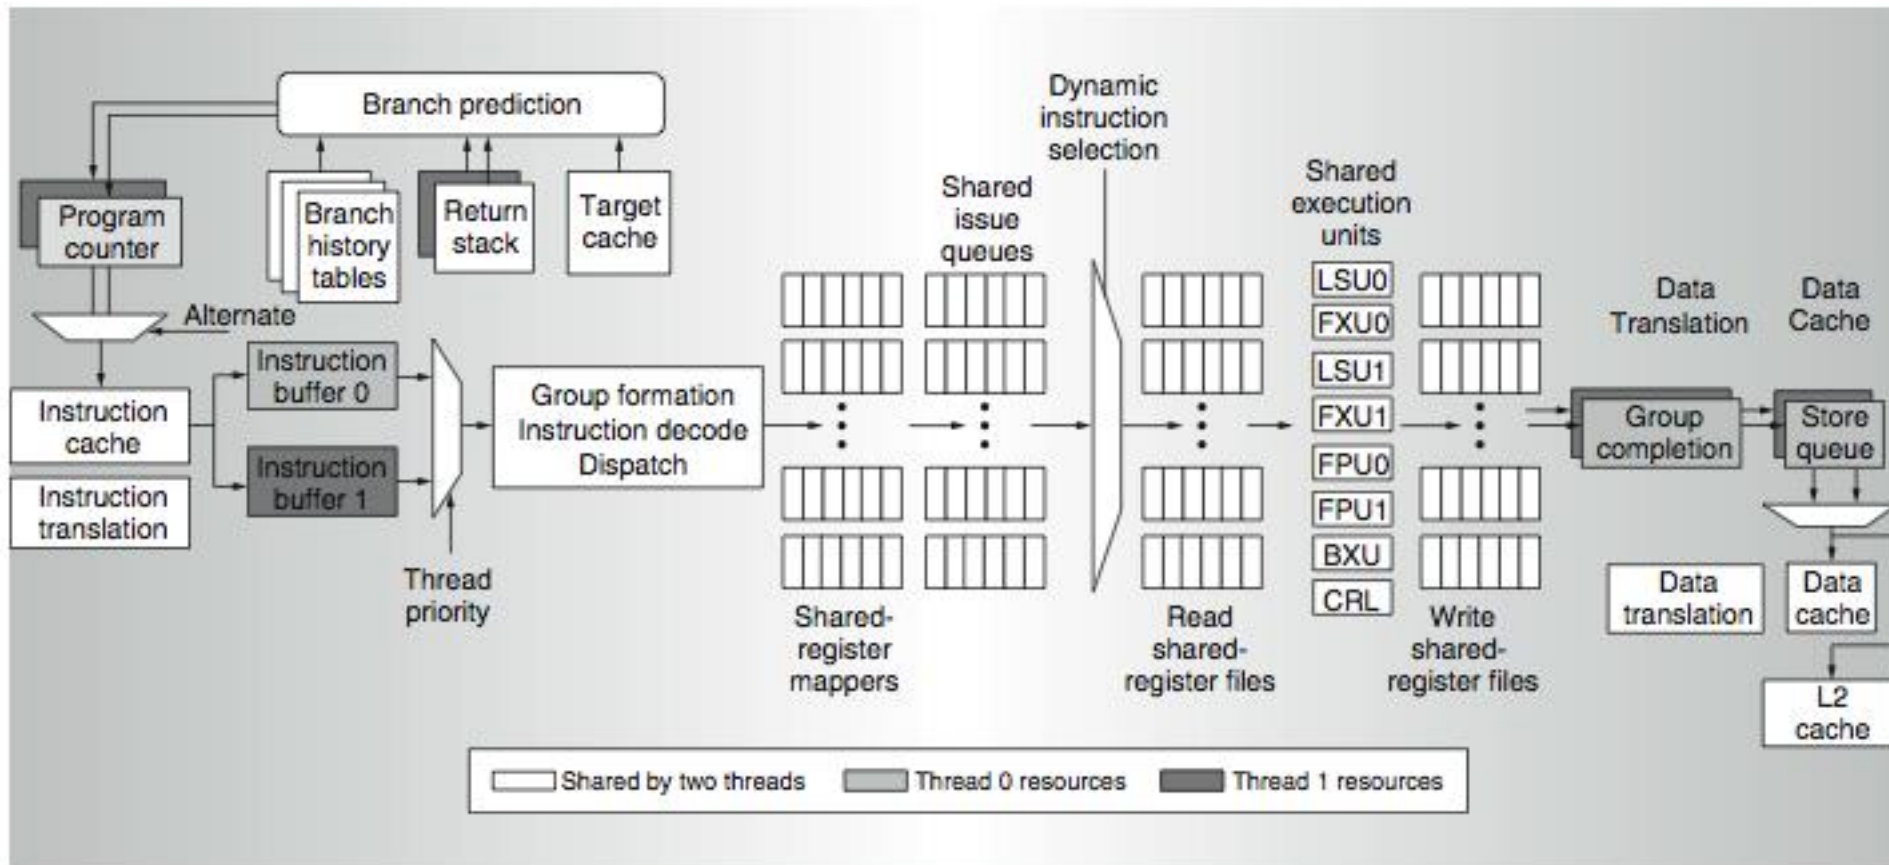 Branch prediction
Program
counter
Branch
history
tables
Return
stack
Target
cache
Alternate
Instruction
cache
Instruction
translation
Instruction
buffer 0
Instruction
buffer 1
Thread
priority
Group formation
Instruction decode
Dispatch
Shared-
register
mappers
Shared
issue
queues
Dynamic
instruction
selection
Read
shared-
register files
Shared
execution
units
LSU0
FXU0
LSU1
FXU1
FPU0
FPU1
BXU
CRL
Write
shared-
register files
Data
Translation
Data
Cache
Group
completion
Store
queue
Data
translation
Data
cache
L2
cache
Shared by two threads
Thread 0 resources
Thread 1 resources